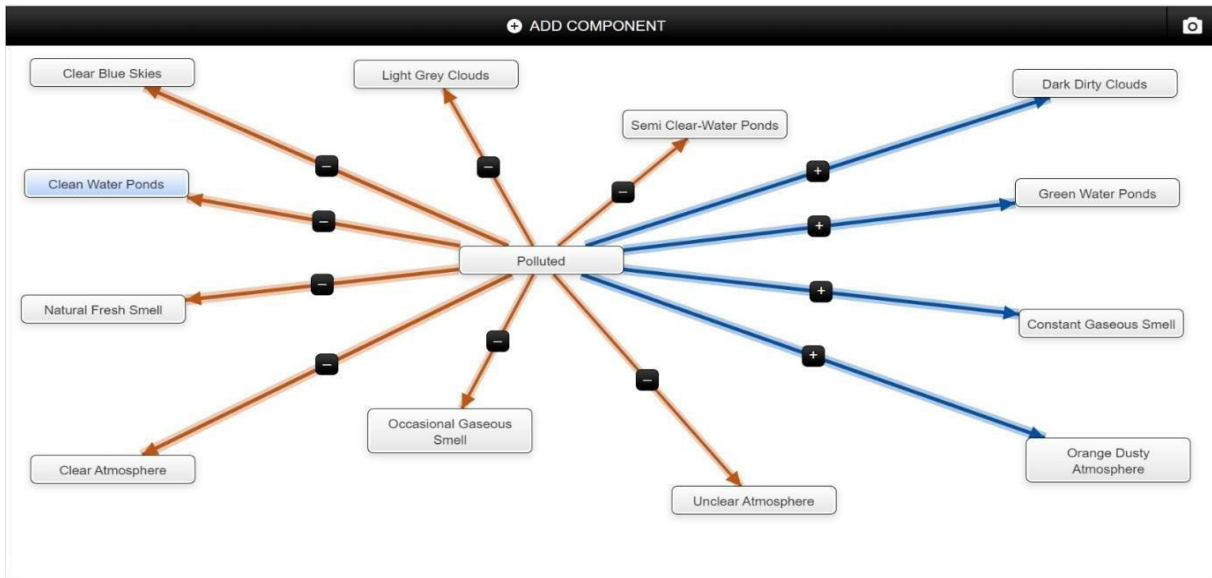 ADD COMPONENT
Clear Blue Skies
Light Grey Clouds
Dark Dirty Clouds
Semi Clear-Water Ponds
Clean Water Ponds
Green Water Ponds
Polluted
Natural Fresh Smell
Constant Gaseous Smell
Occasional Gaseous
Smell
Clear Atmosphere
Orange Dusty
Atmosphere
Unclear Atmosphere